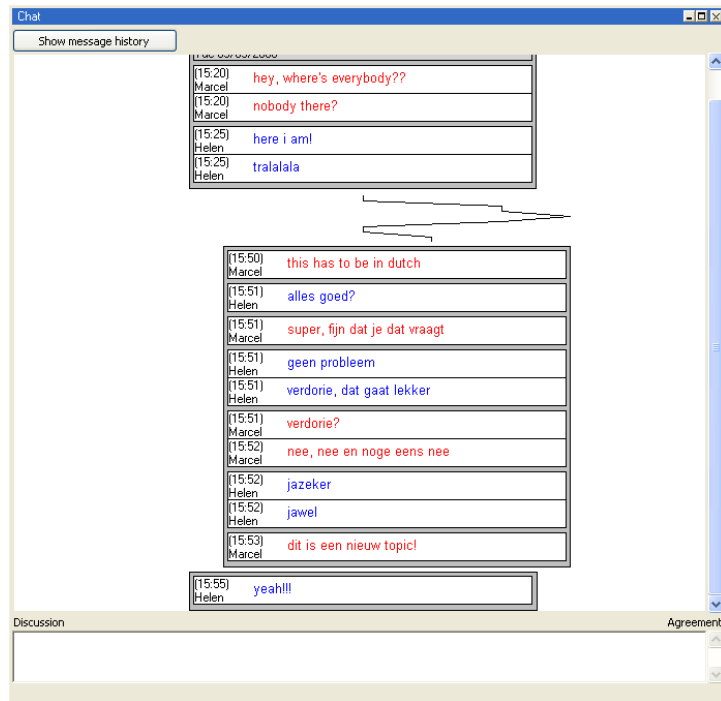 Chat
Show message history
(15:20)
Marcel
hey, where's everybody??
(15:20)
Marcel
nobody there?
(15:25)
Helen
here i am!
(15:25)
Helen
tralalala
(15:50)
Marcel
this has to be in dutch
(15:51)
Helen
alles goed?
(15:51)
Marcel
super, fijn dat je dat vraagt
(15:51)
Helen
geen probleem
(15:51)
Helen
verdorie, dat gaat lekker
(15:51)
Marcel
verdorie?
(15:52)
Marcel
nee, nee en noge eens nee
(15:52)
Helen
jazeker
(15:52)
Helen
jawel
(15:53)
Marcel
dit is een nieuw topic!
(15:55)
Helen
yeah!!!
Discussion
Agreement